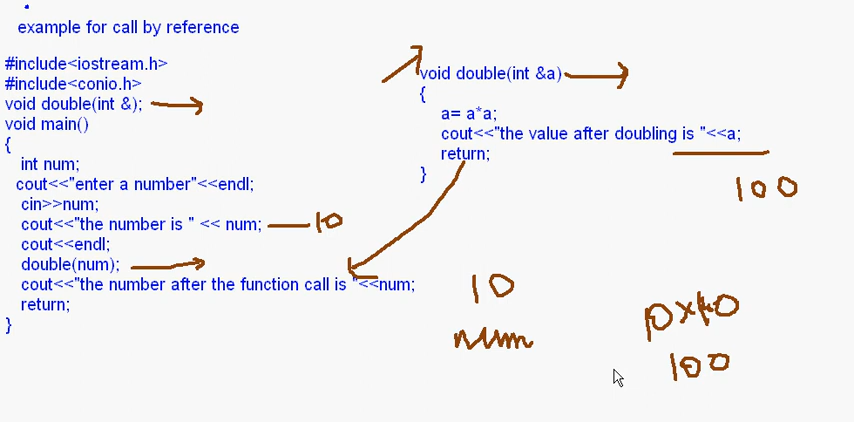 example for call by reference
#include<iostream.h>
#include<conio.h>
void double(int &);
void main()
{
int num;
cout<<"enter a number"<<endl;
cin>>num;
cout<<"the number is " << num;
10
cout<<endl;
double(num);
cout<<"the number after the function call is "<<num;
return;
}
void double(int &a)
{
a= a*a;
cout<<"the value after doubling is "<<a;
return;
}
100
10
num
10x10
100